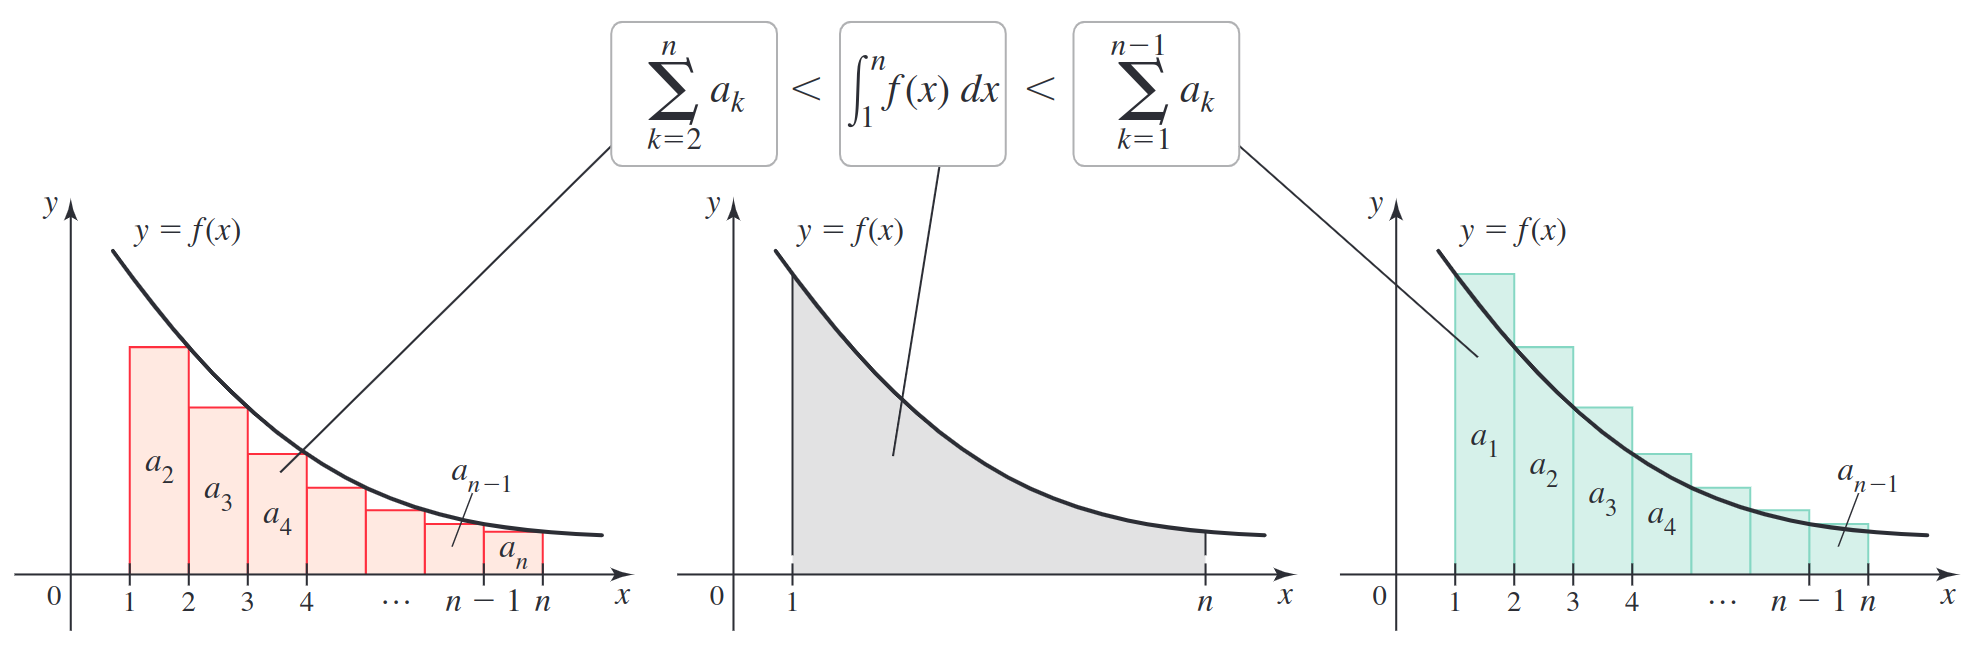 \sum_{k=2}^{n} a_k < \int_1^n f(x) dx < \sum_{k=1}^{n-1} a_k
y
y = f(x)
a_2
a_3
a_4
a_{n-1}
a_n
0 1 2 3 4 ... n − 1 n x
y
y = f(x)
0 1 n x
y
y = f(x)
a_1
a_2
a_3
a_4
a_{n-1}
0 1 2 3 4 ... n − 1 n x